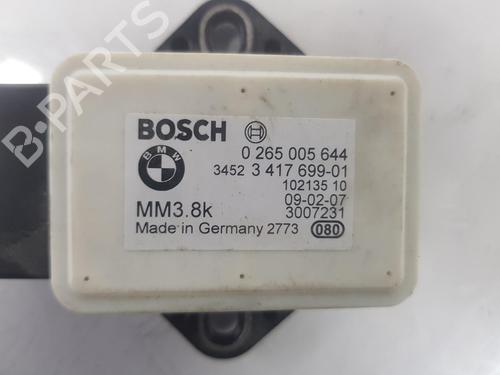 BOSCH
BMW
0 265 005 644
3452 3 417 699-01
102135 10
09-02-07
MM3.8k 3007231
Made in Germany 2773 080
B-PARTS